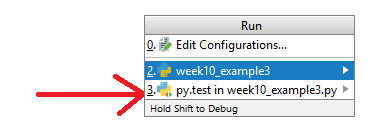 Run
0. Edit Configurations...
2. week10_example3
3. py.test in week10_example3.py
Hold Shift to Debug